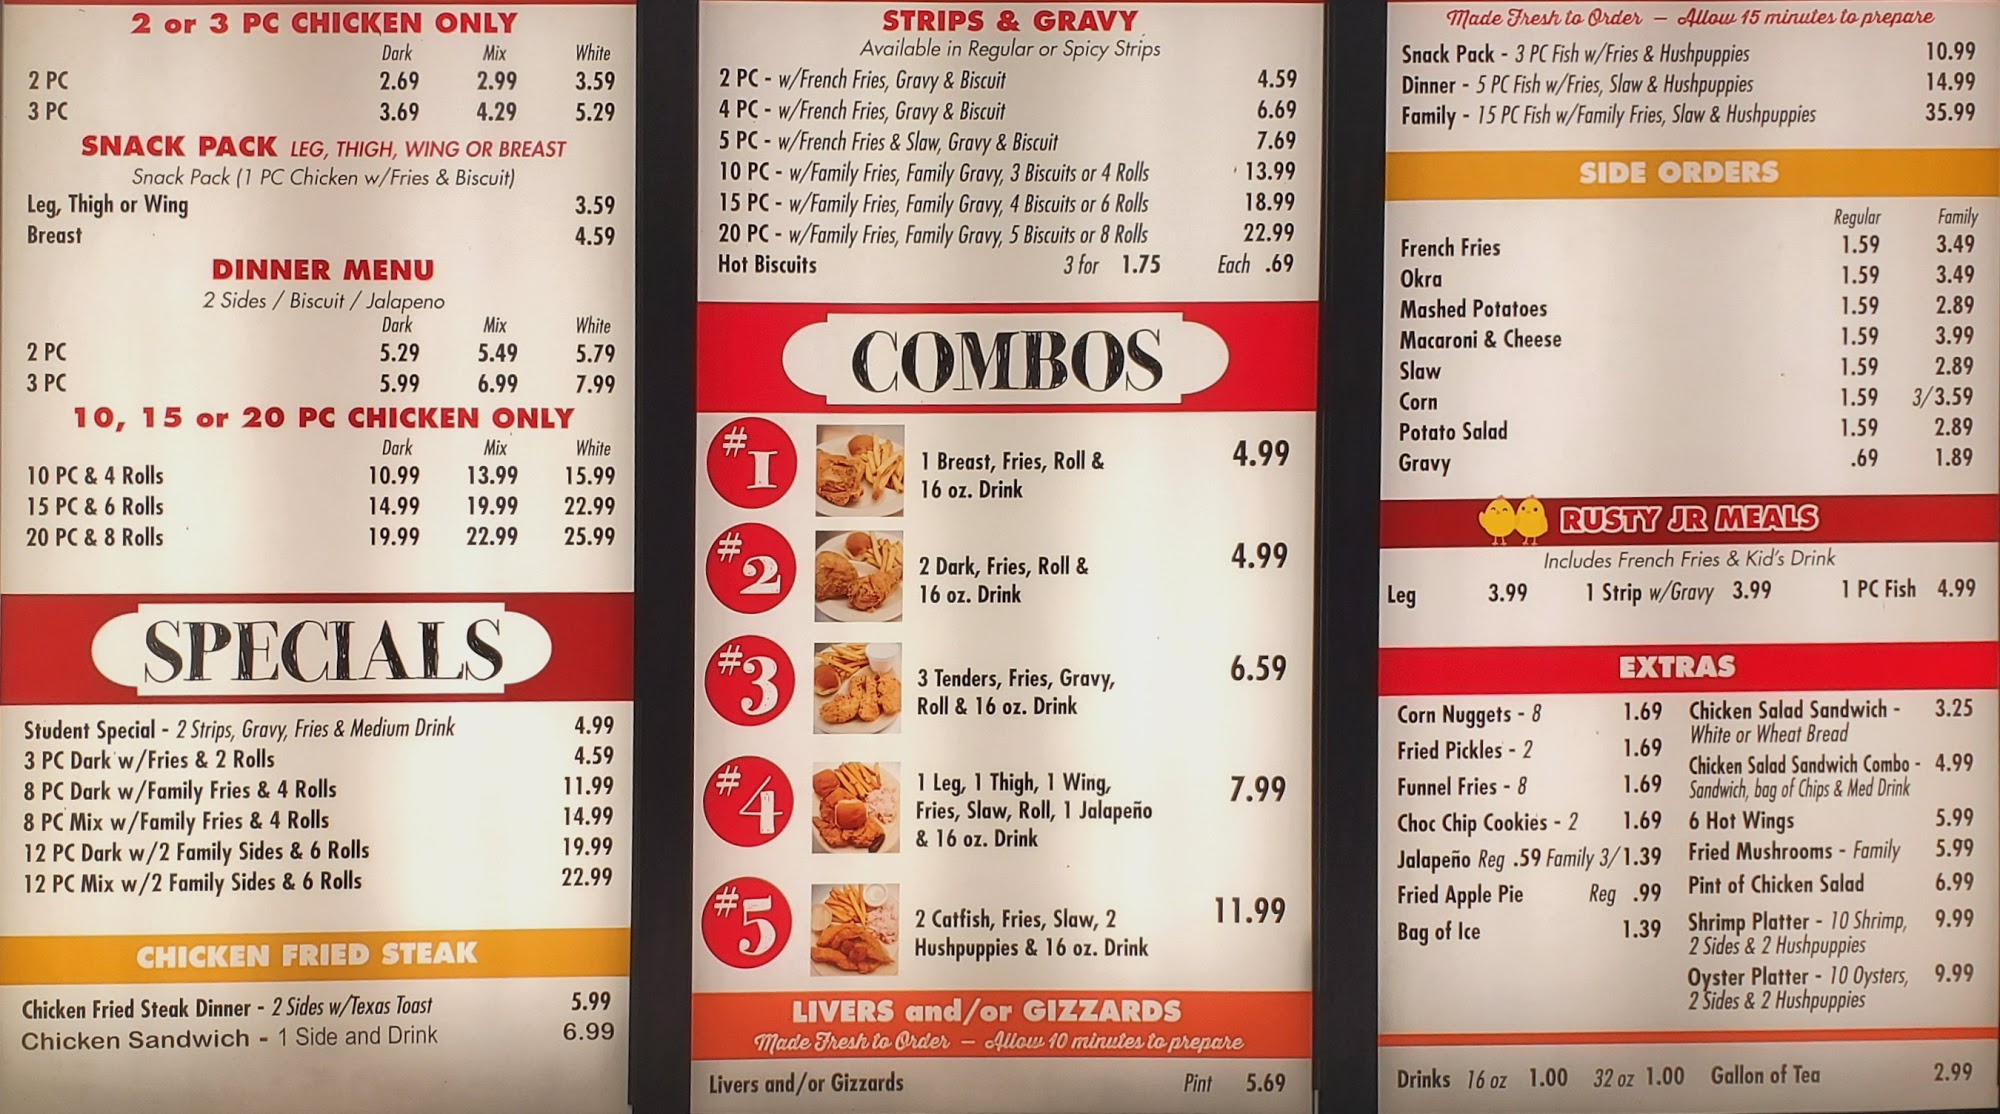 2 or 3 PC CHICKEN ONLY
Dark Mix White
2 PC 2.69 2.99 3.59
3 PC 3.69 4.29 5.29
SNACK PACK LEG, THIGH, WING OR BREAST
Snack Pack (1 PC Chicken w/Fries & Biscuit)
Leg, Thigh or Wing 3.59
Breast 4.59
DINNER MENU
2 Sides / Biscuit / Jalapeno
Dark Mix White
2 PC 5.29 5.49 5.79
3 PC 5.99 6.99 7.99
10, 15 or 20 PC CHICKEN ONLY
Dark Mix White
10 PC & 4 Rolls 10.99 13.99 15.99
15 PC & 6 Rolls 14.99 19.99 22.99
20 PC & 8 Rolls 19.99 22.99 25.99
SPECIALS
Student Special - 2 Strips, Gravy, Fries & Medium Drink 4.99
3 PC Dark w/Fries & 2 Rolls 4.59
8 PC Dark w/Family Fries & 4 Rolls 11.99
8 PC Mix w/Family Fries & 4 Rolls 14.99
12 PC Dark w/2 Family Sides & 6 Rolls 19.99
12 PC Mix w/2 Family Sides & 6 Rolls 22.99
CHICKEN FRIED STEAK
Chicken Fried Steak Dinner - 2 Sides w/Texas Toast 5.99
Chicken Sandwich - 1 Side and Drink 6.99
STRIPS & GRAVY
Available in Regular or Spicy Strips
2 PC - w/French Fries, Gravy & Biscuit 4.59
4 PC - w/French Fries, Gravy & Biscuit 6.69
5 PC - w/French Fries & Slaw, Gravy & Biscuit 7.69
10 PC - w/Family Fries, Family Gravy, 3 Biscuits or 4 Rolls 13.99
15 PC - w/Family Fries, Family Gravy, 4 Biscuits or 6 Rolls 18.99
20 PC - w/Family Fries, Family Gravy, 5 Biscuits or 8 Rolls 22.99
Hot Biscuits 3 for 1.75 Each .69
COMBOS
#1 1 Breast, Fries, Roll & 4.99
16 oz. Drink
#2 2 Dark, Fries, Roll & 4.99
16 oz. Drink
#3 3 Tenders, Fries, Gravy, 6.59
Roll & 16 oz. Drink
#4 1 Leg, 1 Thigh, 1 Wing, 7.99
Fries, Slaw, Roll, 1 Jalapeño
& 16 oz. Drink
#5 2 Catfish, Fries, Slaw, 2 11.99
Hushpuppies & 16 oz. Drink
LIVERS and/or GIZZARDS
Made Fresh to Order – Allow 10 minutes to prepare
Livers and/or Gizzards Pint 5.69
Made Fresh to Order – Allow 15 minutes to prepare
Snack Pack - 3 PC Fish w/Fries & Hushpuppies 10.99
Dinner - 5 PC Fish w/Fries, Slaw & Hushpuppies 14.99
Family - 15 PC Fish w/Family Fries, Slaw & Hushpuppies 35.99
SIDE ORDERS
Regular Family
French Fries 1.59 3.49
Okra 1.59 3.49
Mashed Potatoes 1.59 2.89
Macaroni & Cheese 1.59 3.99
Slaw 1.59 2.89
Corn 1.59 3/3.59
Potato Salad 1.59 2.89
Gravy .69 1.89
RUSTY JR MEALS
Includes French Fries & Kid's Drink
Leg 3.99 1 Strip w/Gravy 3.99 1 PC Fish 4.99
EXTRAS
Corn Nuggets - 8 1.69
Fried Pickles - 2 1.69
Funnel Fries - 8 1.69
Choc Chip Cookies - 2 1.69
Jalapeño Reg .59 Family 3/1.39
Fried Apple Pie Reg .99
Bag of Ice 1.39
Chicken Salad Sandwich - 3.25
White or Wheat Bread
Chicken Salad Sandwich Combo - 4.99
Sandwich, bag of Chips & Med Drink
6 Hot Wings 5.99
Fried Mushrooms - Family 5.99
Pint of Chicken Salad 6.99
Shrimp Platter - 10 Shrimp, 9.99
2 Sides & 2 Hushpuppies
Oyster Platter - 10 Oysters, 9.99
2 Sides & 2 Hushpuppies
Drinks 16 oz 1.00 32 oz 1.00 Gallon of Tea 2.99